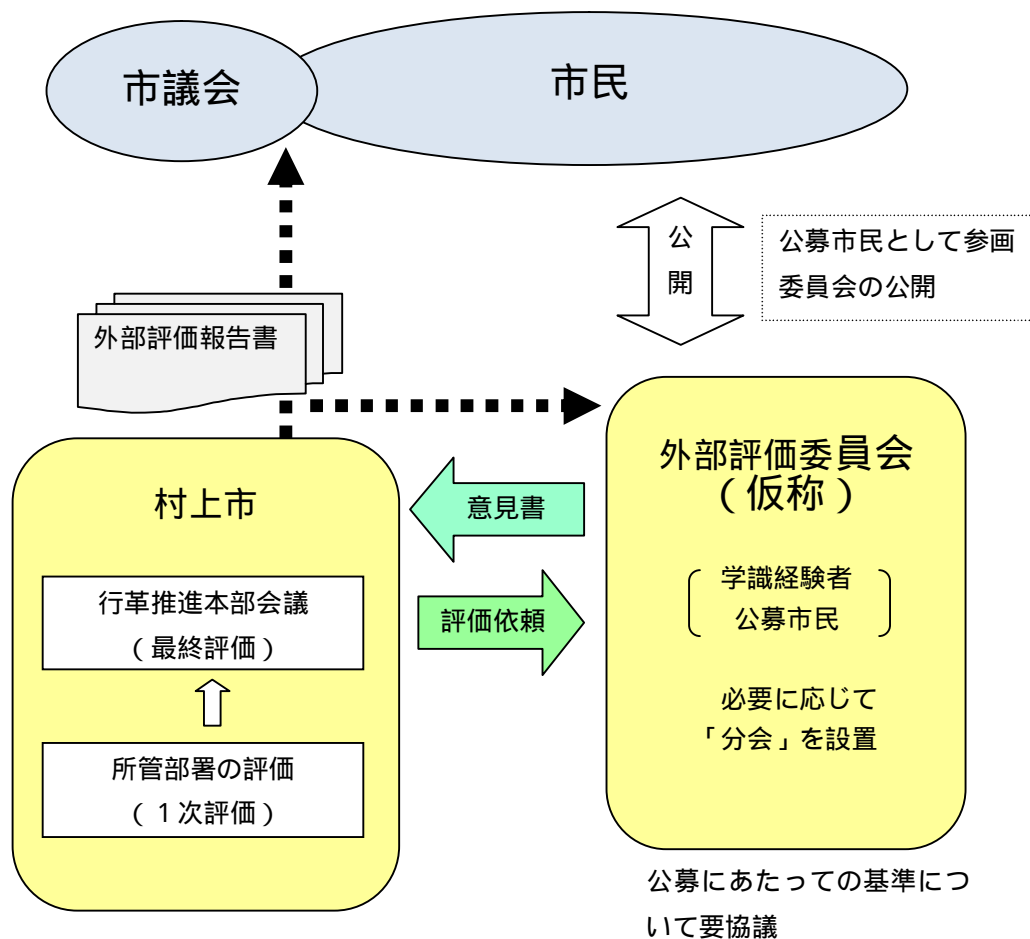 市議会
市民
公
開
公募市民として参画
委員会の公開
外部評価報告書
外部評価委員会
(仮称)
村上市
意見書
学識経験者
公募市民
行革推進本部会議
(最終評価)
評価依頼
必要に応じて
「分会」を設置
所管部署の評価
(1次評価)
公募にあたっての基準につ
いて要協議